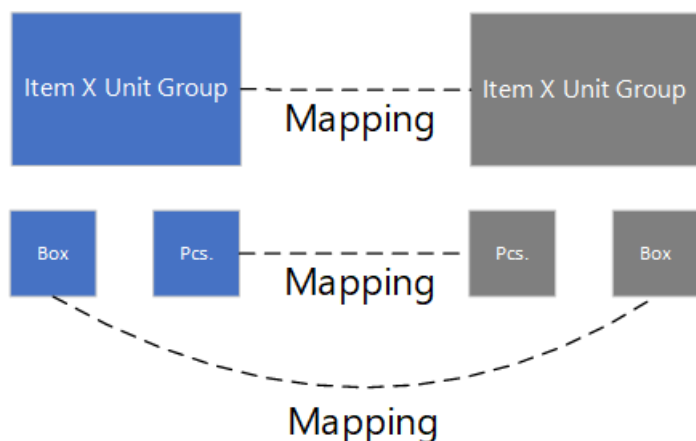 Item X Unit Group
Mapping
Item X Unit Group
Box
Pcs.
Mapping
Pcs.
Box
Mapping